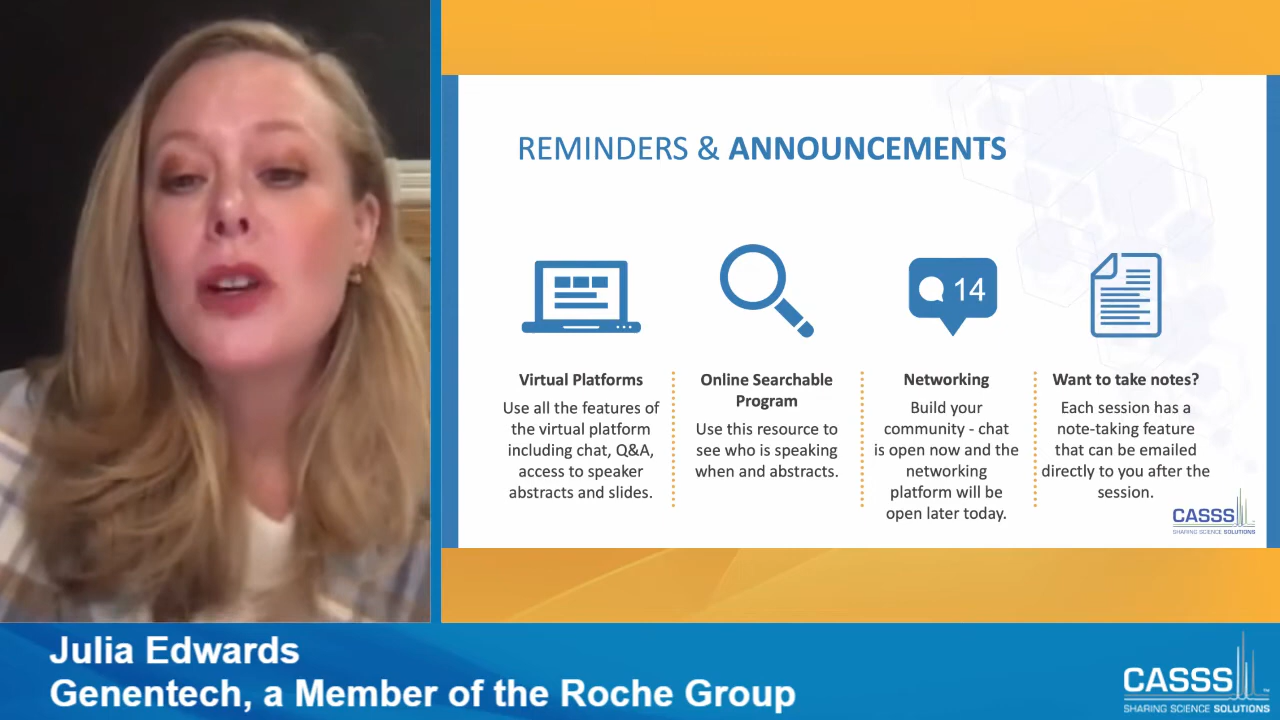 REMINDERS & ANNOUNCEMENTS
14
Virtual Platforms
Use all the features of
the virtual platform
including chat, Q&A,
access to speaker
abstracts and slides.
Online Searchable
Program
Use this resource to
see who is speaking
when and abstracts.
Networking
Build your
community - chat
is open now and the
networking
platform will be
open later today.
Want to take notes?
Each session has a
note-taking feature
that can be emailed
directly to you after the
session.
CASSS
SHARING SCIENCE SOLUTIONS
Julia Edwards
Genentech, a Member of the Roche Group
CASSS
SHARING SCIENCE SOLUTIONS